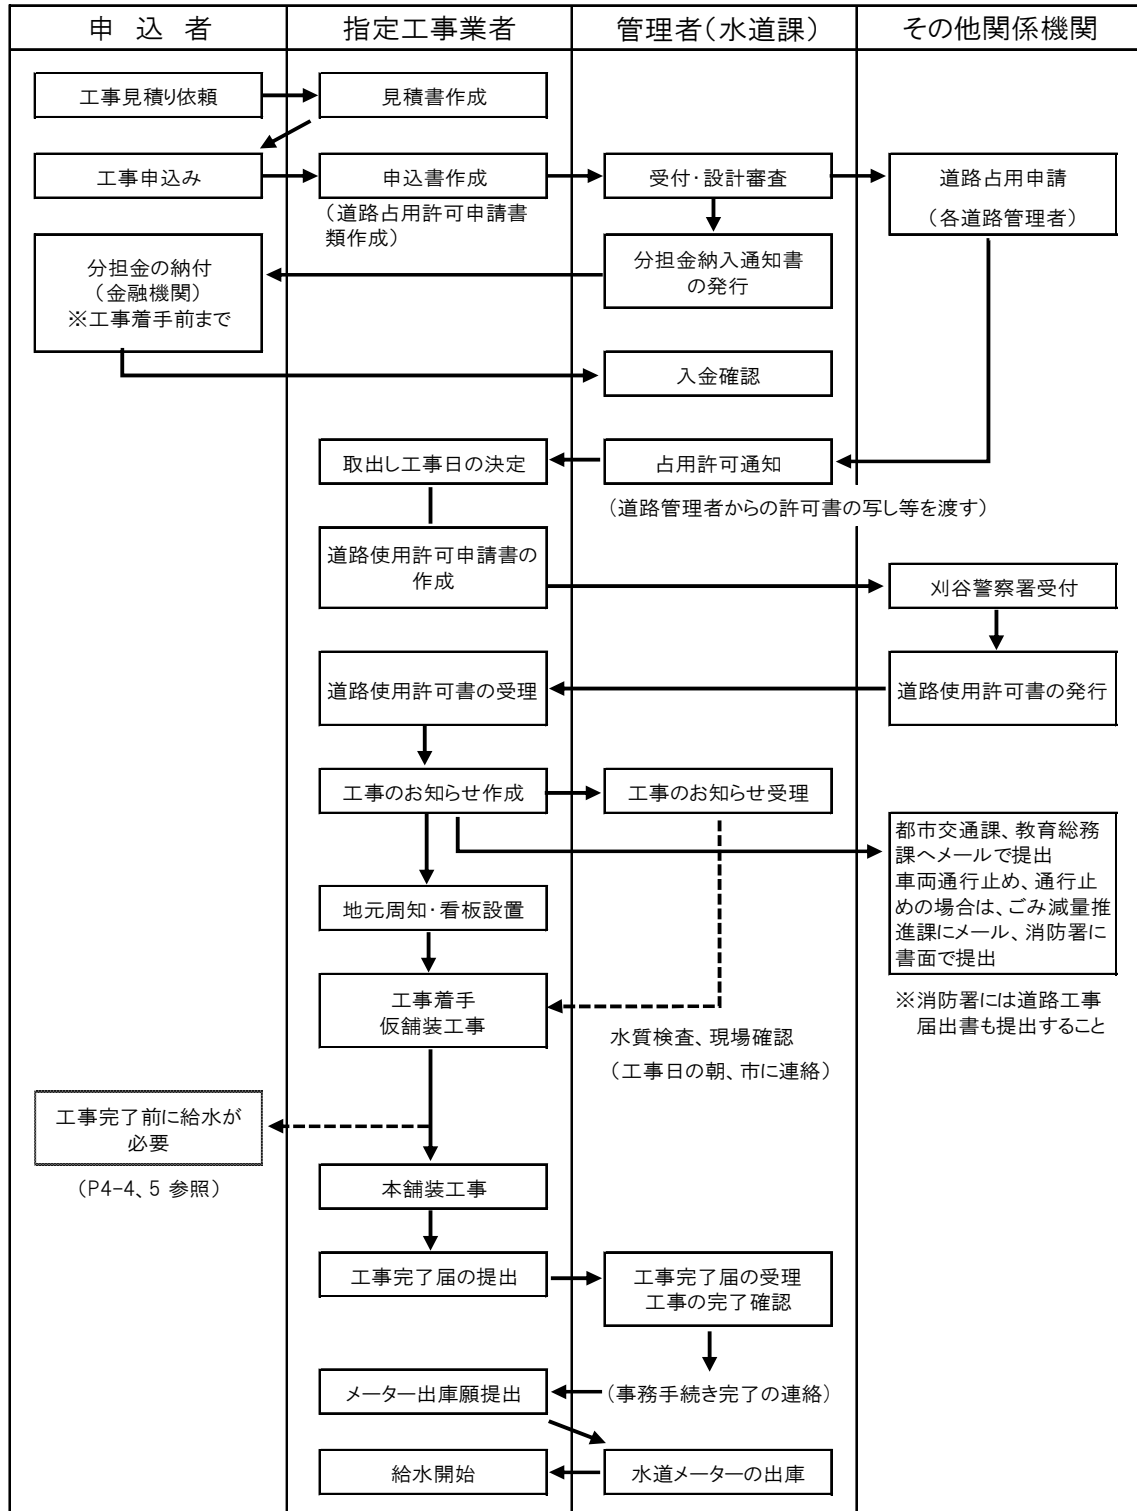 申 込 者
指定工事業者
管理者(水道課)
その他関係機関
工事見積り依頼
見積書作成
工事申込み
申込書作成
受付・設計審査
道路占用申請
(各道路管理者)
(道路占用許可申請書
類作成)
分担金の納付
(金融機関)
※工事着手前まで
分担金納入通知書
の発行
入金確認
取出し工事日の決定
占用許可通知
(道路管理者からの許可書の写し等を渡す)
道路使用許可申請書の
作成
刈谷警察署受付
道路使用許可書の受理
道路使用許可書の発行
工事のお知らせ作成
工事のお知らせ受理
都市交通課、教育総務
課へメールで提出
車両通行止め、通行止
めの場合は、ごみ減量推
進課にメール、消防署に
書面で提出
地元周知・看板設置
工事着手
仮舗装工事
※消防署には道路工事
届出書も提出すること
水質検査、現場確認
(工事日の朝、市に連絡)
工事完了前に給水が
必要
(P4-4、5 参照)
本舗装工事
工事完了届の提出
工事完了届の受理
工事の完了確認
メーター出庫願提出
(事務手続き完了の連絡)
給水開始
水道メーターの出庫